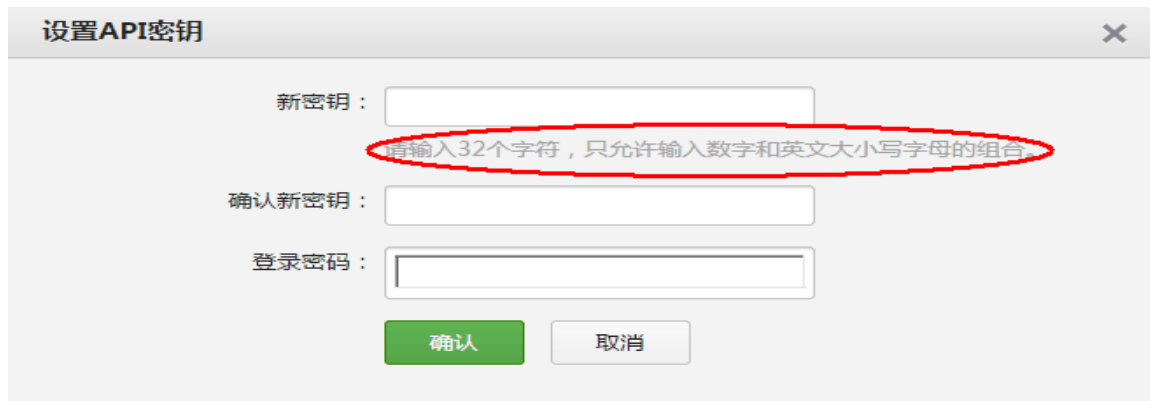 设置API密钥
新密钥：
请输入32个字符，只允许输入数字和英文大小写字母的组合。
确认新密钥：
登录密码：
确认 取消